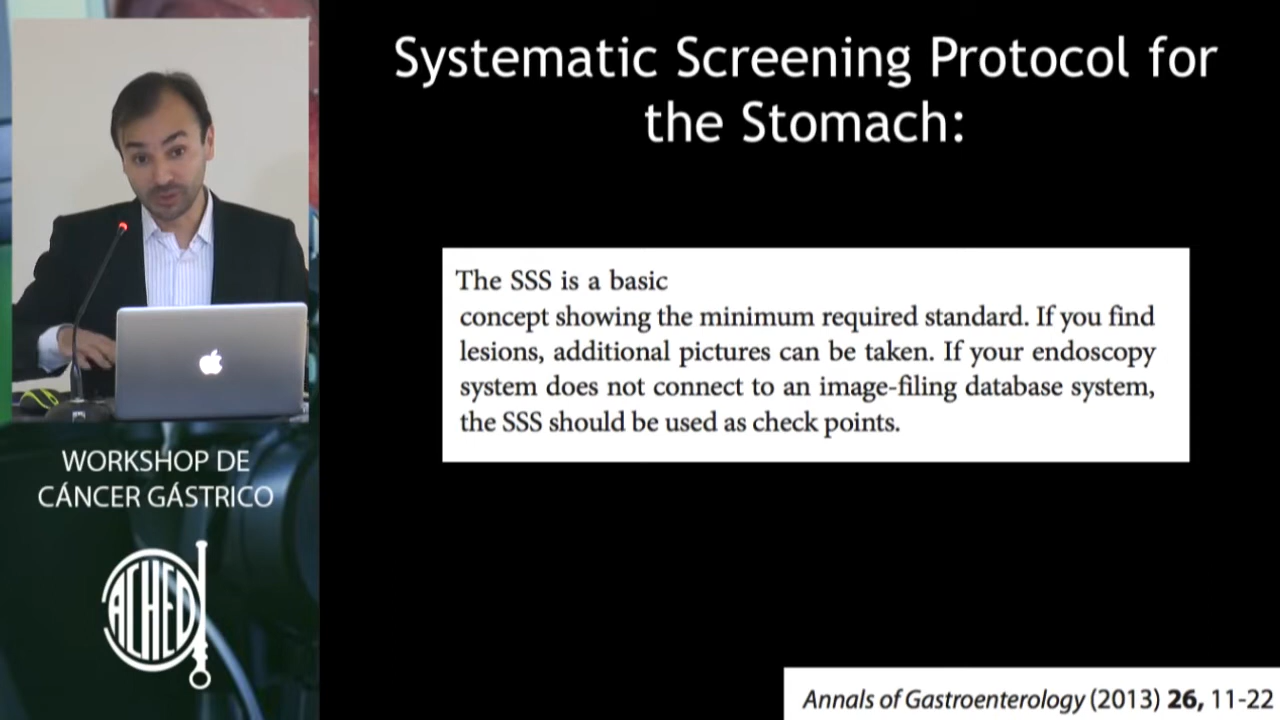 Systematic Screening Protocol for
the Stomach:
The SSS is a basic
concept showing the minimum required standard. If you find
lesions, additional pictures can be taken. If your endoscopy
system does not connect to an image-filing database system,
the SSS should be used as check points.
WORKSHOP DE
CÁNCER GÁSTRICO
ACHED
Annals of Gastroenterology (2013) 26, 11-22